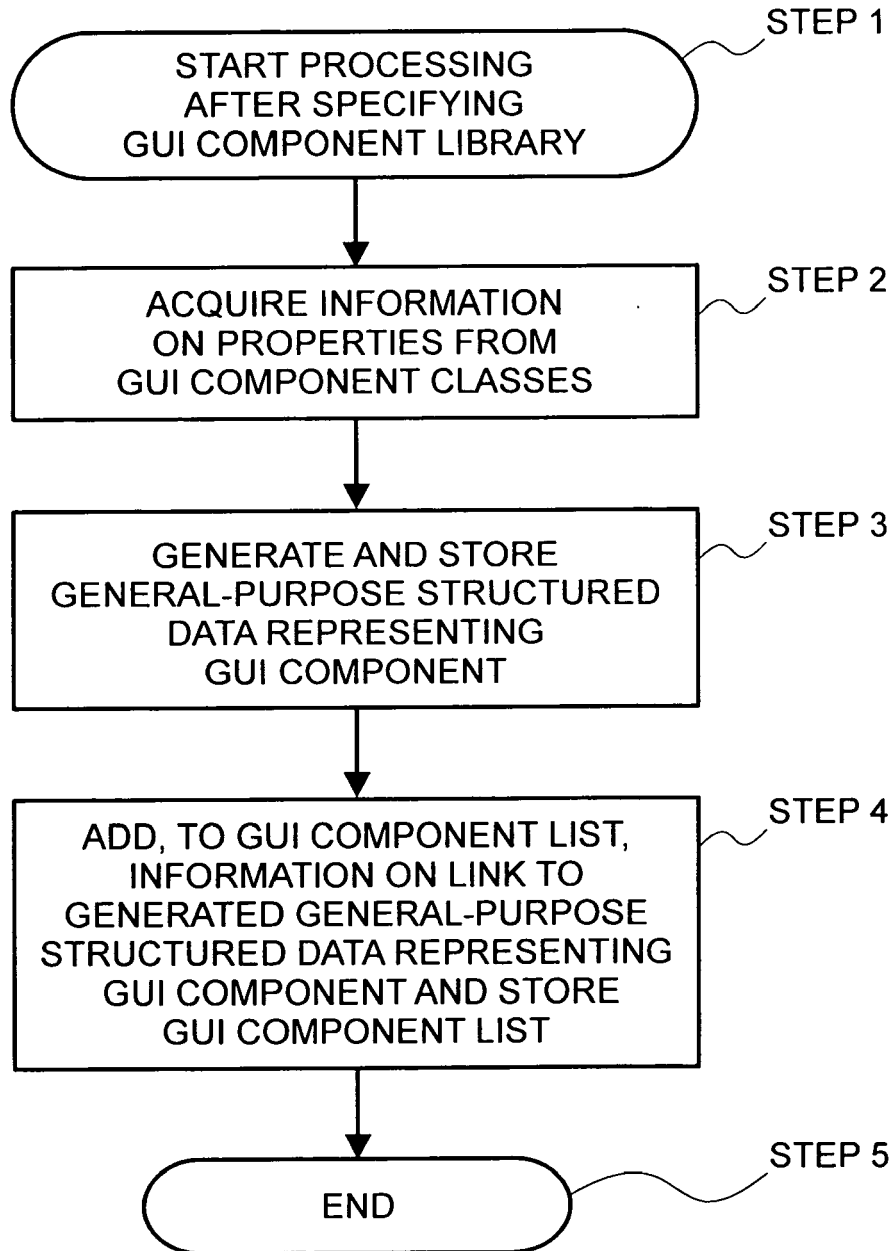 STEP 1
START PROCESSING
AFTER SPECIFYING
GUI COMPONENT LIBRARY
STEP 2
ACQUIRE INFORMATION
ON PROPERTIES FROM
GUI COMPONENT CLASSES
STEP 3
GENERATE AND STORE
GENERAL-PURPOSE STRUCTURED
DATA REPRESENTING
GUI COMPONENT
STEP 4
ADD, TO GUI COMPONENT LIST,
INFORMATION ON LINK TO
GENERATED GENERAL-PURPOSE
STRUCTURED DATA REPRESENTING
GUI COMPONENT AND STORE
GUI COMPONENT LIST
STEP 5
END